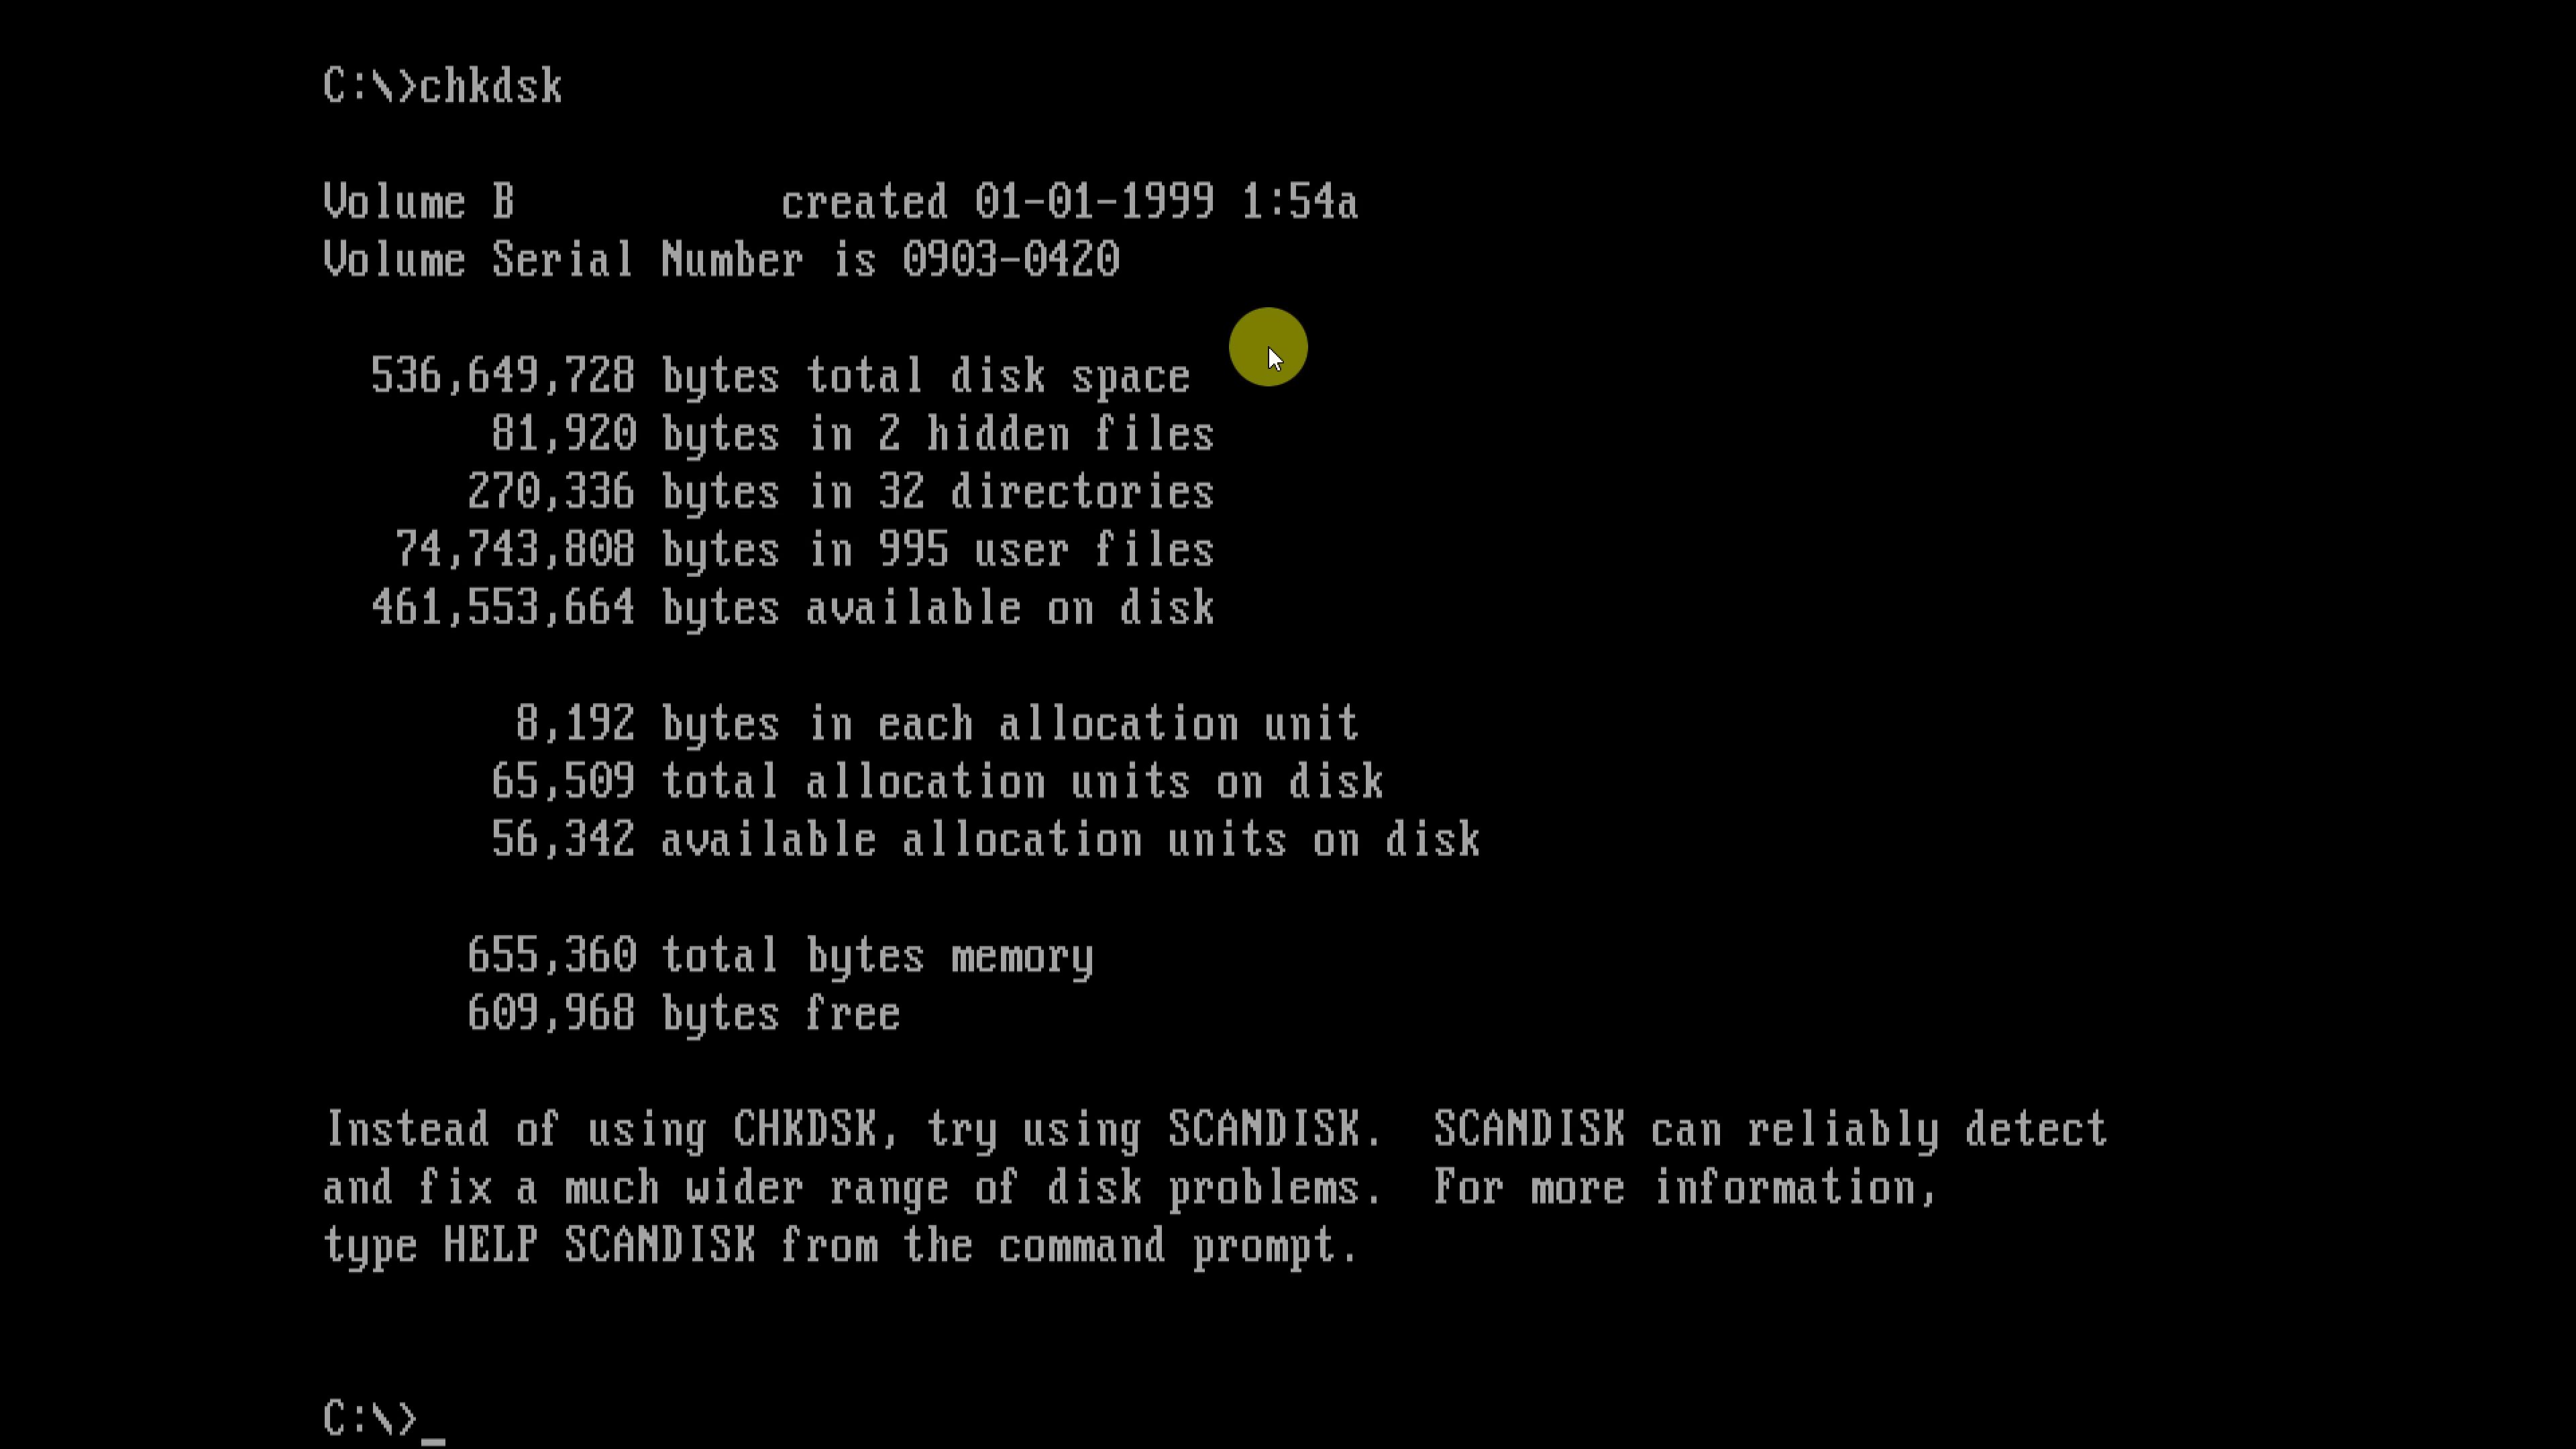 C:\>chkdsk
Volume B           created 01-01-1999 1:54a
Volume Serial Number is 0903-0420
536,649,728 bytes total disk space
81,920 bytes in 2 hidden files
270,336 bytes in 32 directories
74,743,808 bytes in 995 user files
461,553,664 bytes available on disk
8,192 bytes in each allocation unit
65,509 total allocation units on disk
56,342 available allocation units on disk
655,360 total bytes memory
609,968 bytes free
Instead of using CHKDSK, try using SCANDISK.  SCANDISK can reliably detect
and fix a much wider range of disk problems.  For more information,
type HELP SCANDISK from the command prompt.
C:\>_